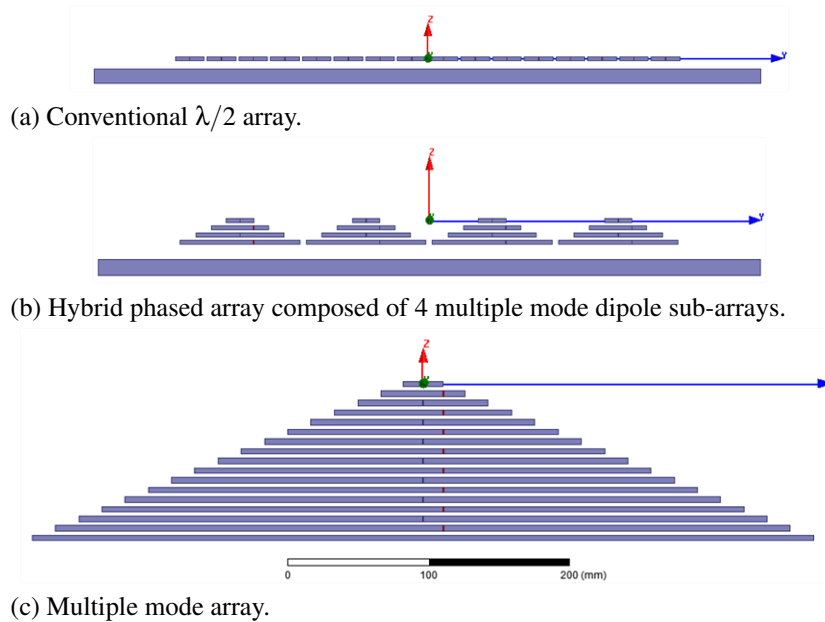 Z
Y
(a) Conventional λ/2 array.
Z
Y
(b) Hybrid phased array composed of 4 multiple mode dipole sub-arrays.
Z
0 100 200 (mm)
(c) Multiple mode array.